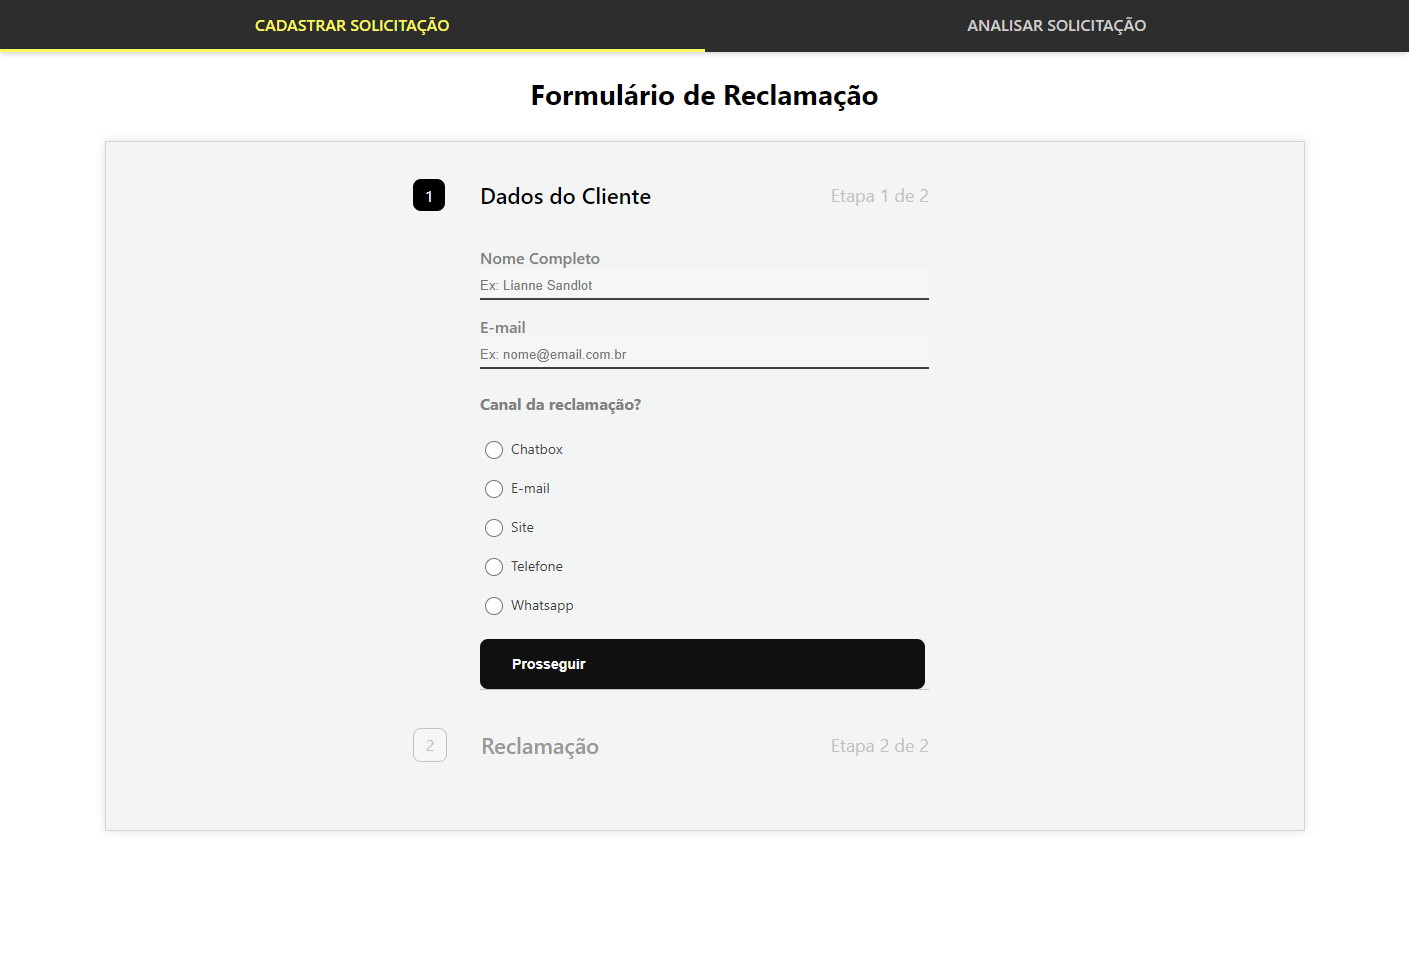 CADASTRAR SOLICITAÇÃO
ANALISAR SOLICITAÇÃO
Formulário de Reclamação
1
Dados do Cliente
Etapa 1 de 2
Nome Completo
Ex: Lianne Sandlot
E-mail
Ex: nome@email.com.br
Canal da reclamação?
Chatbox
E-mail
Site
Telefone
Whatsapp
Prosseguir
2
Reclamação
Etapa 2 de 2